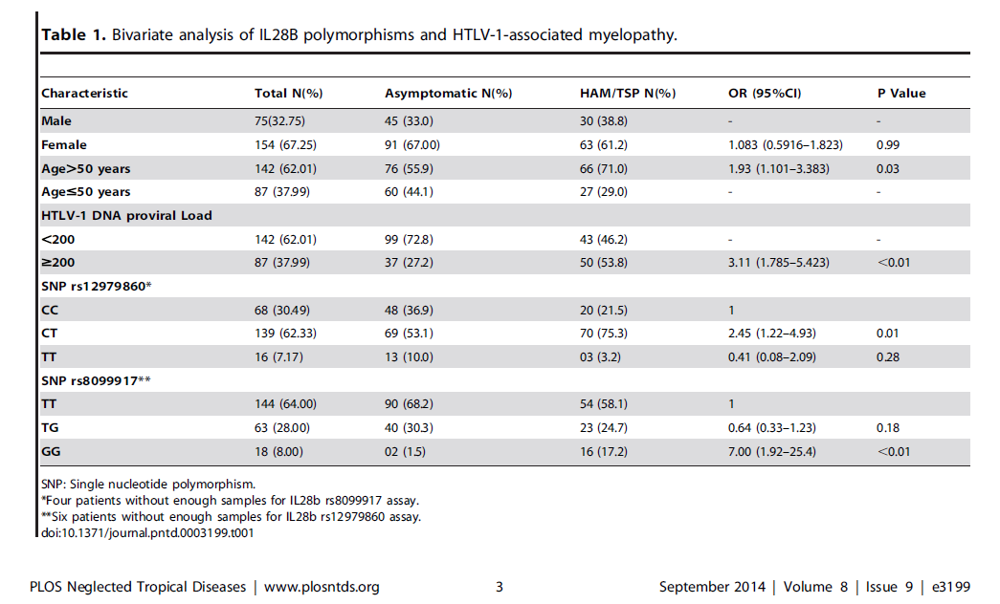 Table 1. Bivariate analysis of IL28B polymorphisms and HTLV-1-associated myelopathy.
Characteristic Total N(%) Asymptomatic N(%) HAM/TSP N(%) OR (95%CI) P Value
Male 75(32.75) 45 (33.0) 30 (38.8) - -
Female 154 (67.25) 91 (67.00) 63 (61.2) 1.083 (0.5916–1.823) 0.99
Age>50 years 142 (62.01) 76 (55.9) 66 (71.0) 1.93 (1.101–3.383) 0.03
Age≤50 years 87 (37.99) 60 (44.1) 27 (29.0) - -
HTLV-1 DNA proviral Load
<200 142 (62.01) 99 (72.8) 43 (46.2) - -
≥200 87 (37.99) 37 (27.2) 50 (53.8) 3.11 (1.785–5.423) <0.01
SNP rs12979860*
CC 68 (30.49) 48 (36.9) 20 (21.5) 1
CT 139 (62.33) 69 (53.1) 70 (75.3) 2.45 (1.22–4.93) 0.01
TT 16 (7.17) 13 (10.0) 03 (3.2) 0.41 (0.08–2.09) 0.28
SNP rs8099917**
TT 144 (64.00) 90 (68.2) 54 (58.1) 1
TG 63 (28.00) 40 (30.3) 23 (24.7) 0.64 (0.33–1.23) 0.18
GG 18 (8.00) 02 (1.5) 16 (17.2) 7.00 (1.92–25.4) <0.01
SNP: Single nucleotide polymorphism.
*Four patients without enough samples for IL28b rs8099917 assay.
**Six patients without enough samples for IL28b rs12979860 assay.
doi:10.1371/journal.pntd.0003199.t001
PLOS Neglected Tropical Diseases | www.plosntds.org 3 September 2014 | Volume 8 | Issue 9 | e3199